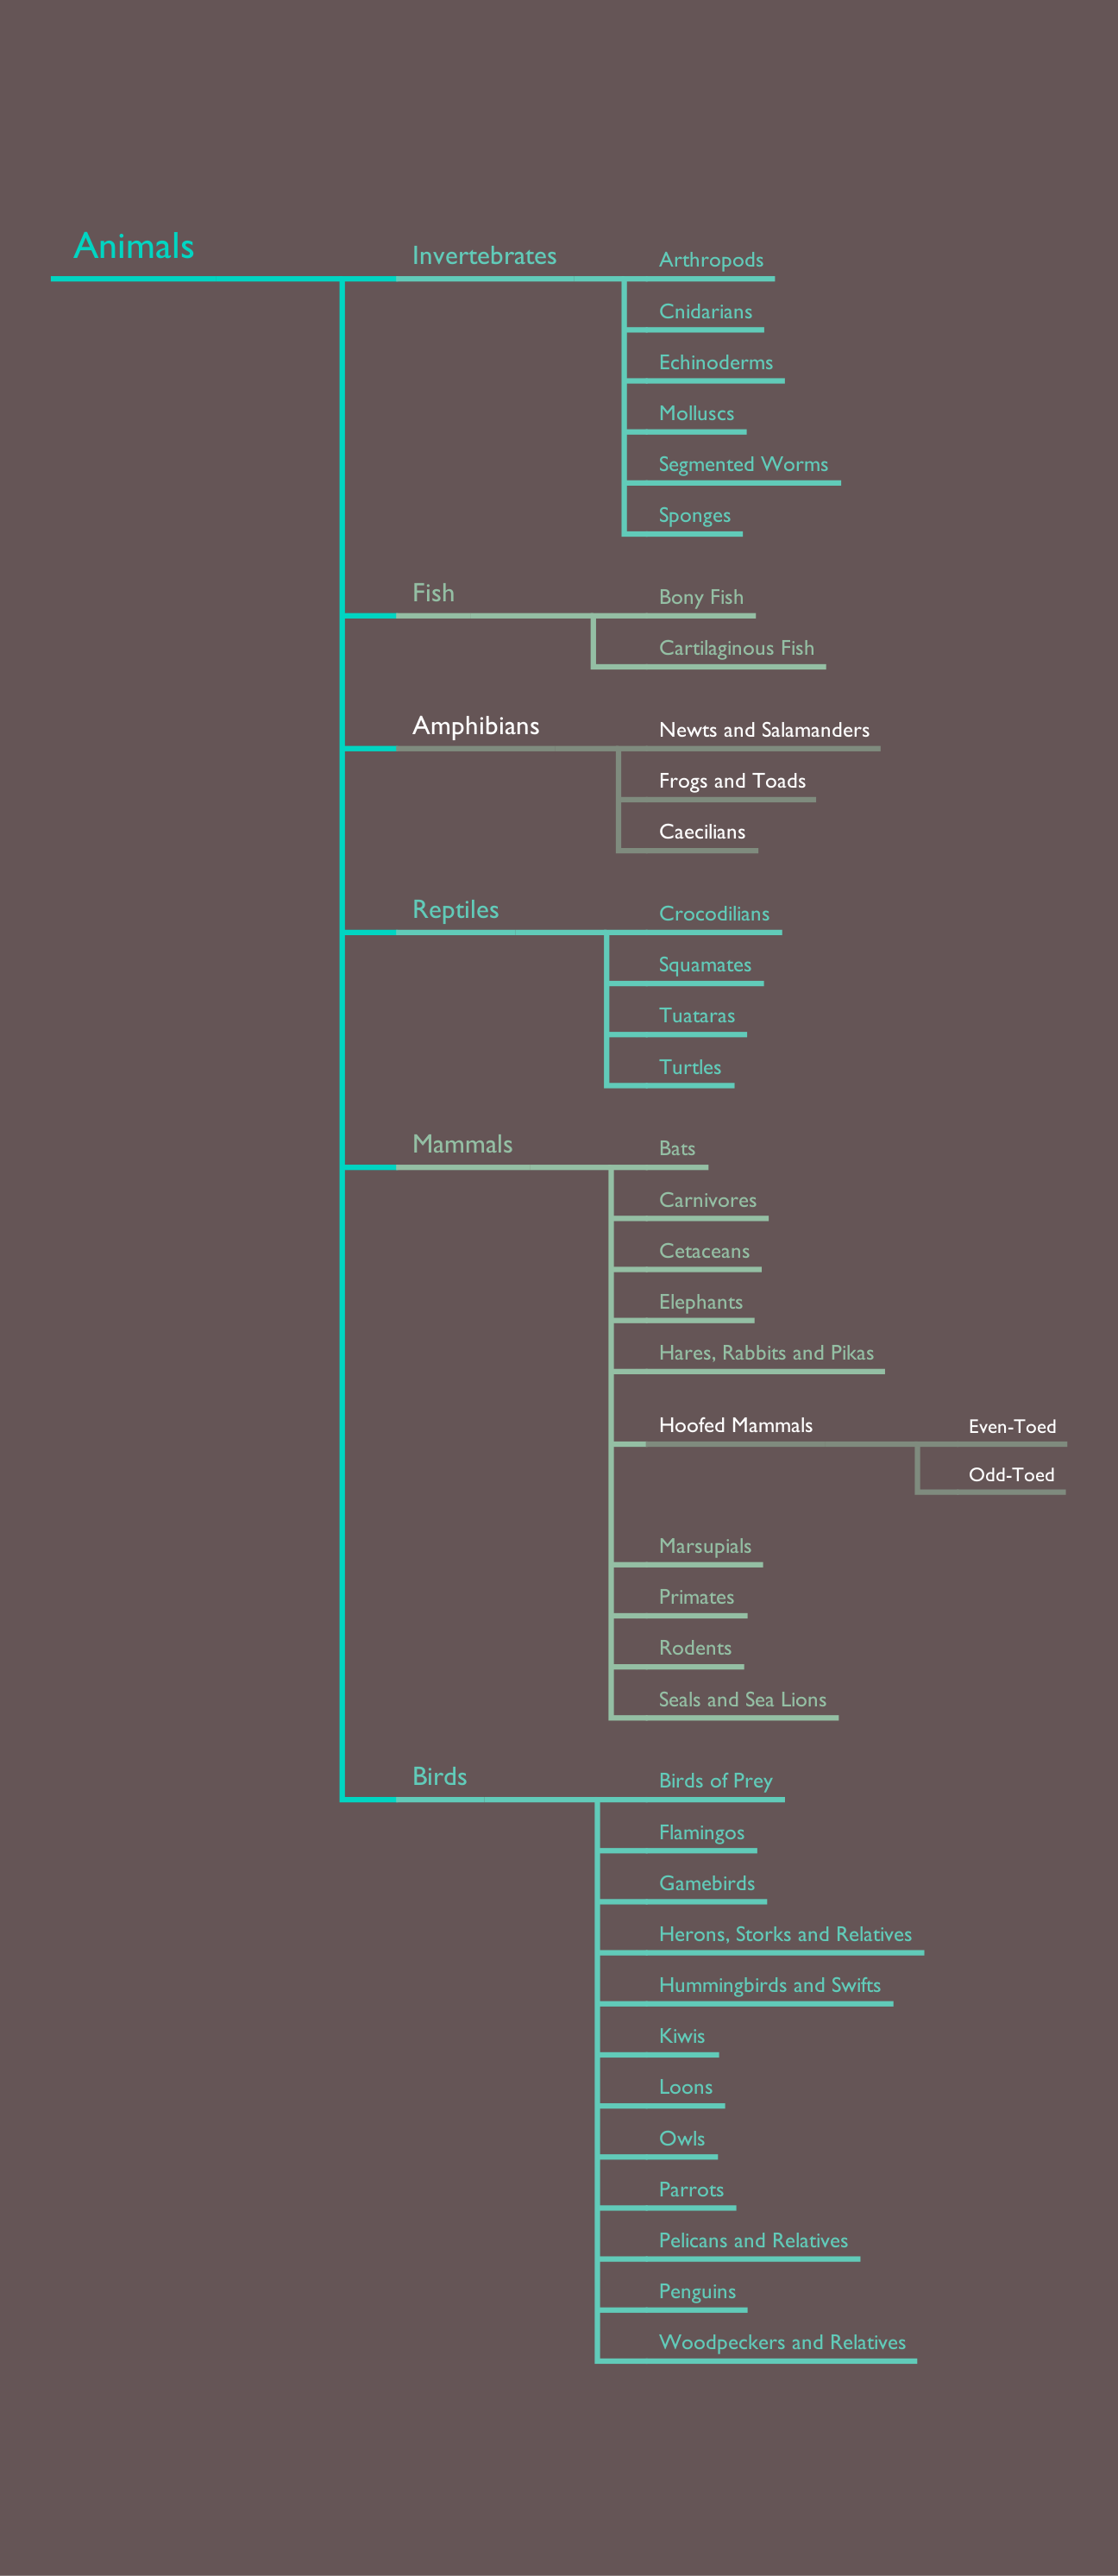 Animals
Invertebrates
Arthropods
Cnidarians
Echinoderms
Molluscs
Segmented Worms
Sponges
Fish
Bony Fish
Cartilaginous Fish
Amphibians
Newts and Salamanders
Frogs and Toads
Caecilians
Reptiles
Crocodilians
Squamates
Tuataras
Turtles
Mammals
Bats
Carnivores
Cetaceans
Elephants
Hares, Rabbits and Pikas
Hoofed Mammals
Even-Toed
Odd-Toed
Marsupials
Primates
Rodents
Seals and Sea Lions
Birds
Birds of Prey
Flamingos
Gamebirds
Herons, Storks and Relatives
Hummingbirds and Swifts
Kiwis
Loons
Owls
Parrots
Pelicans and Relatives
Penguins
Woodpeckers and Relatives